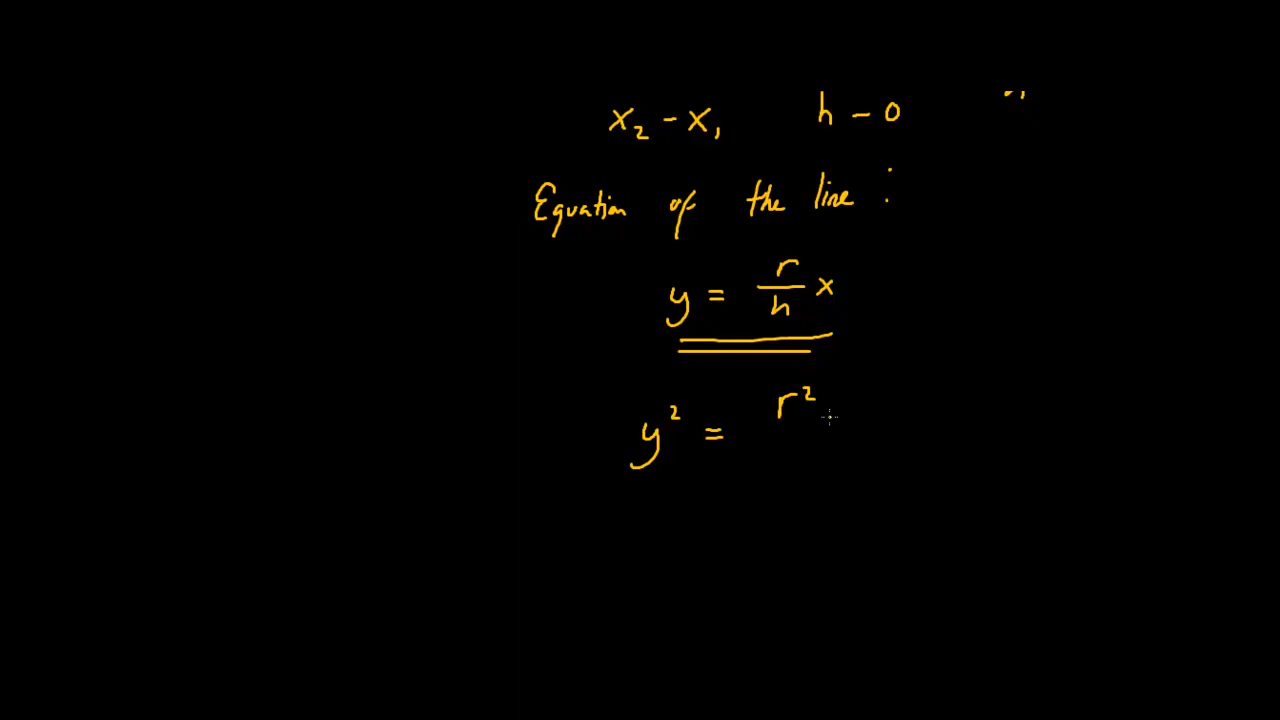 x₂ - x₁ h - 0
Equation of the line :
y = r/h x
y² = r²